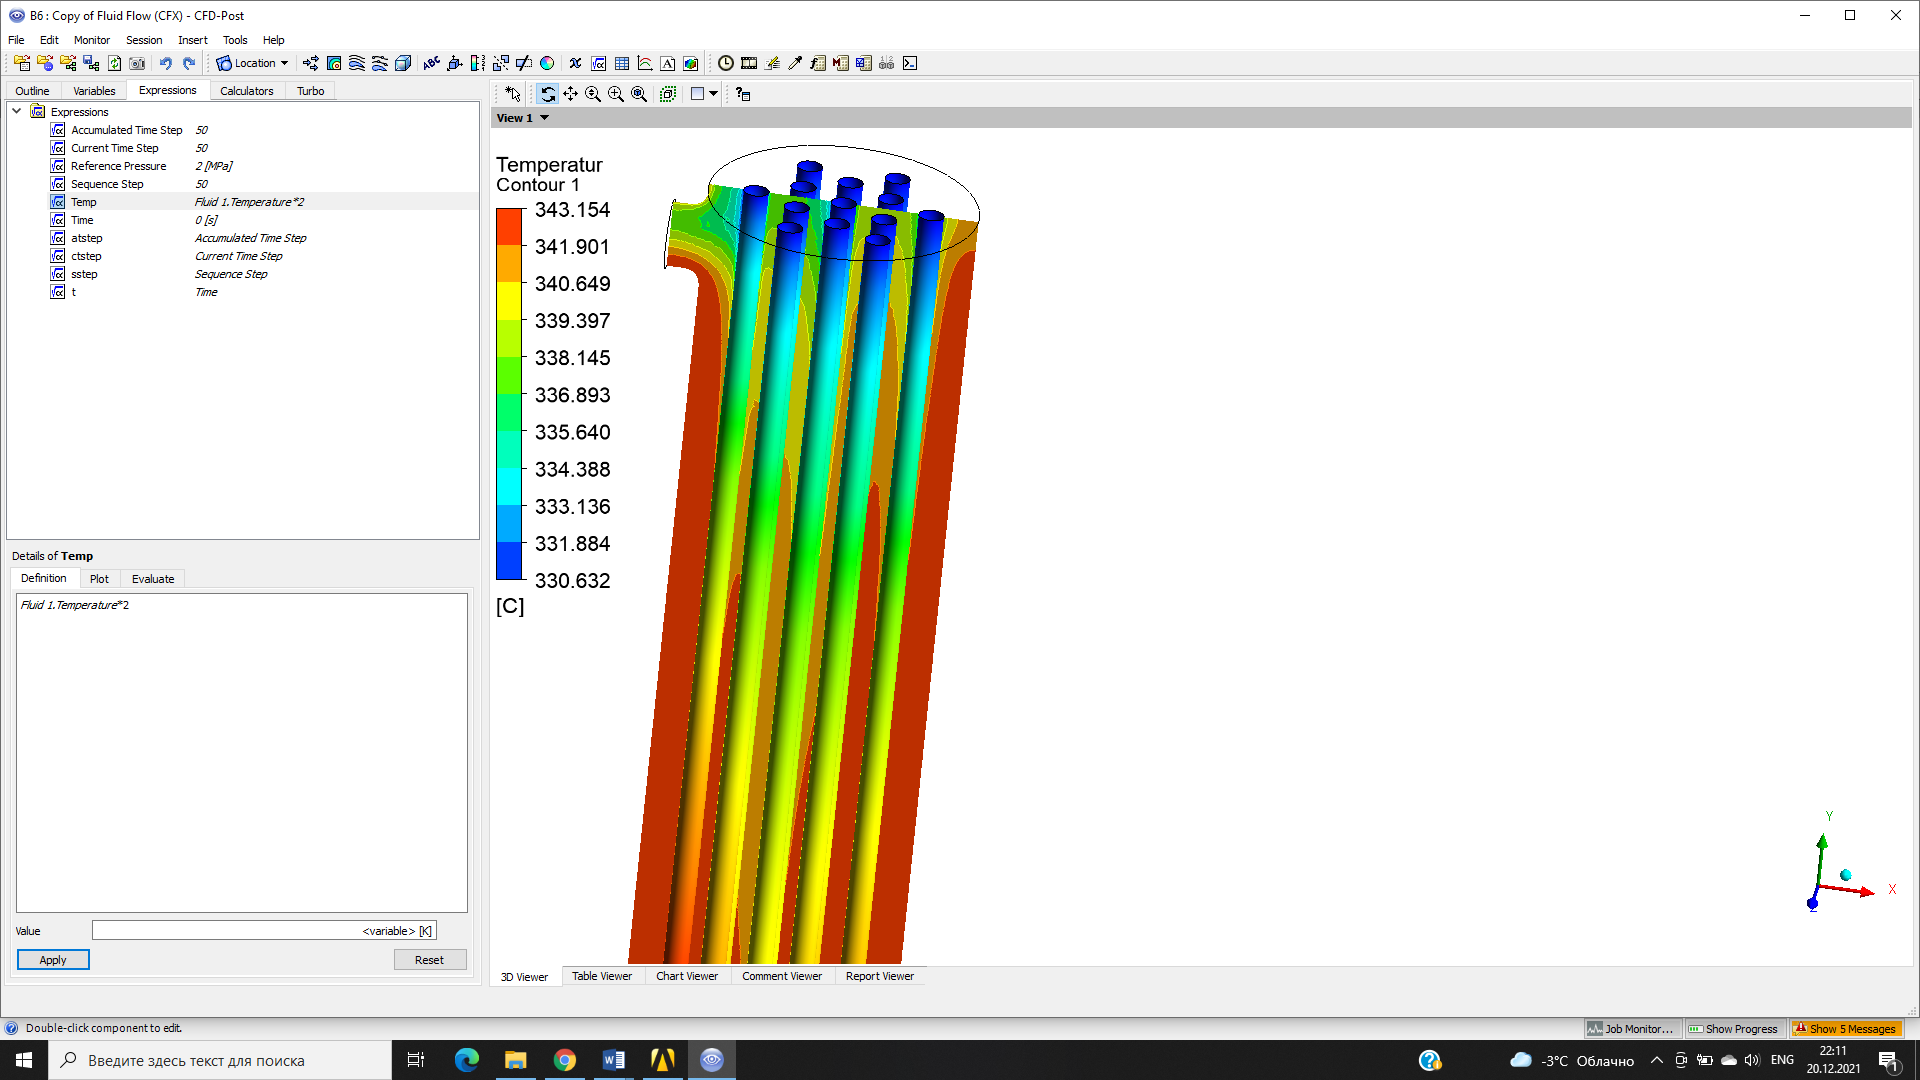 B6 : Copy of Fluid Flow (CFX) - CFD-Post
File Edit Monitor Session Insert Tools Help
Location
Outline Variables Expressions Calculators Turbo
Expressions
Accumulated Time Step 50
Current Time Step 50
Reference Pressure 2 [MPa]
Sequence Step 50
Temp Fluid 1.Temperature*2
Time 0 [s]
atstep Accumulated Time Step
ctstep Current Time Step
sstep Sequence Step
t Time
Details of Temp
Definition Plot Evaluate
Fluid 1.Temperature*2
Value <variable> [K]
Apply Reset
View 1
Temperatur
Contour 1
343.154
341.901
340.649
339.397
338.145
336.893
335.640
334.388
333.136
331.884
330.632
[C]
Y
X
Z
3D Viewer Table Viewer Chart Viewer Comment Viewer Report Viewer
Double-click component to edit.
Job Monitor... Show Progress Show 5 Messages
Введите здесь текст для поиска
-3°C Облачно
ENG
22:11
20.12.2021
1